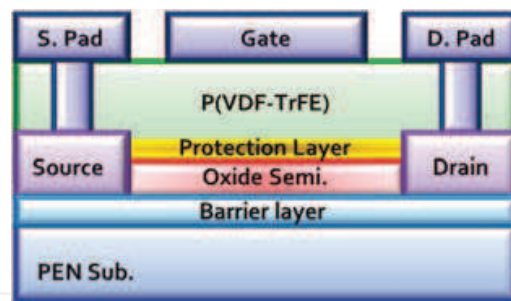 S. Pad
Gate
D. Pad
P(VDF-TrFE)
Protection Layer
Source
Oxide Semi.
Drain
Barrier layer
PEN Sub.